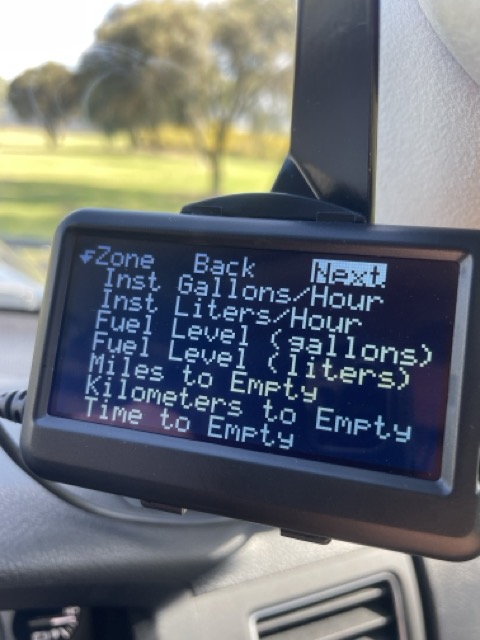 Zone Back Next
Inst Gallons/Hour
Inst Liters/Hour
Fuel Level (gallons)
Fuel Level (liters)
Miles to Empty
Kilometers to Empty
Time to Empty